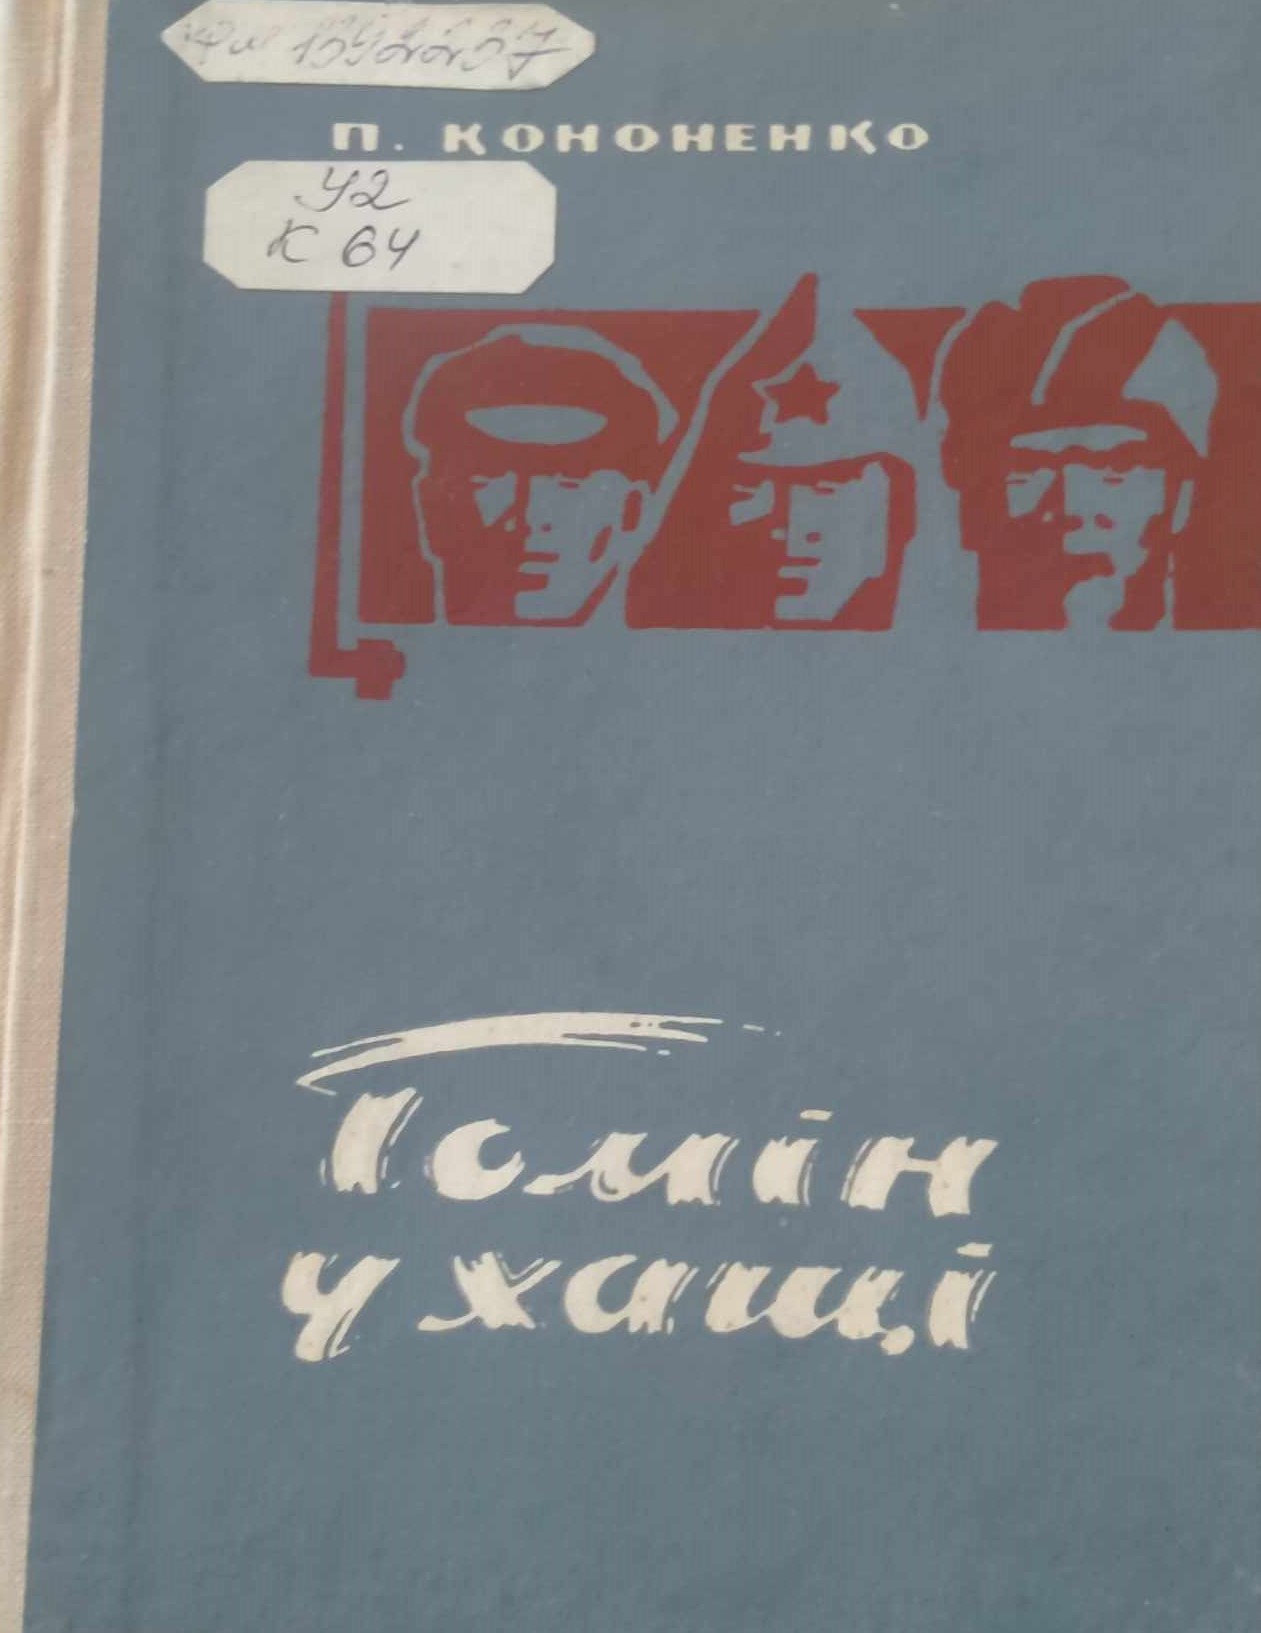 П. КОНОНЕНКО
У2
К 64
Гомін
у хащі